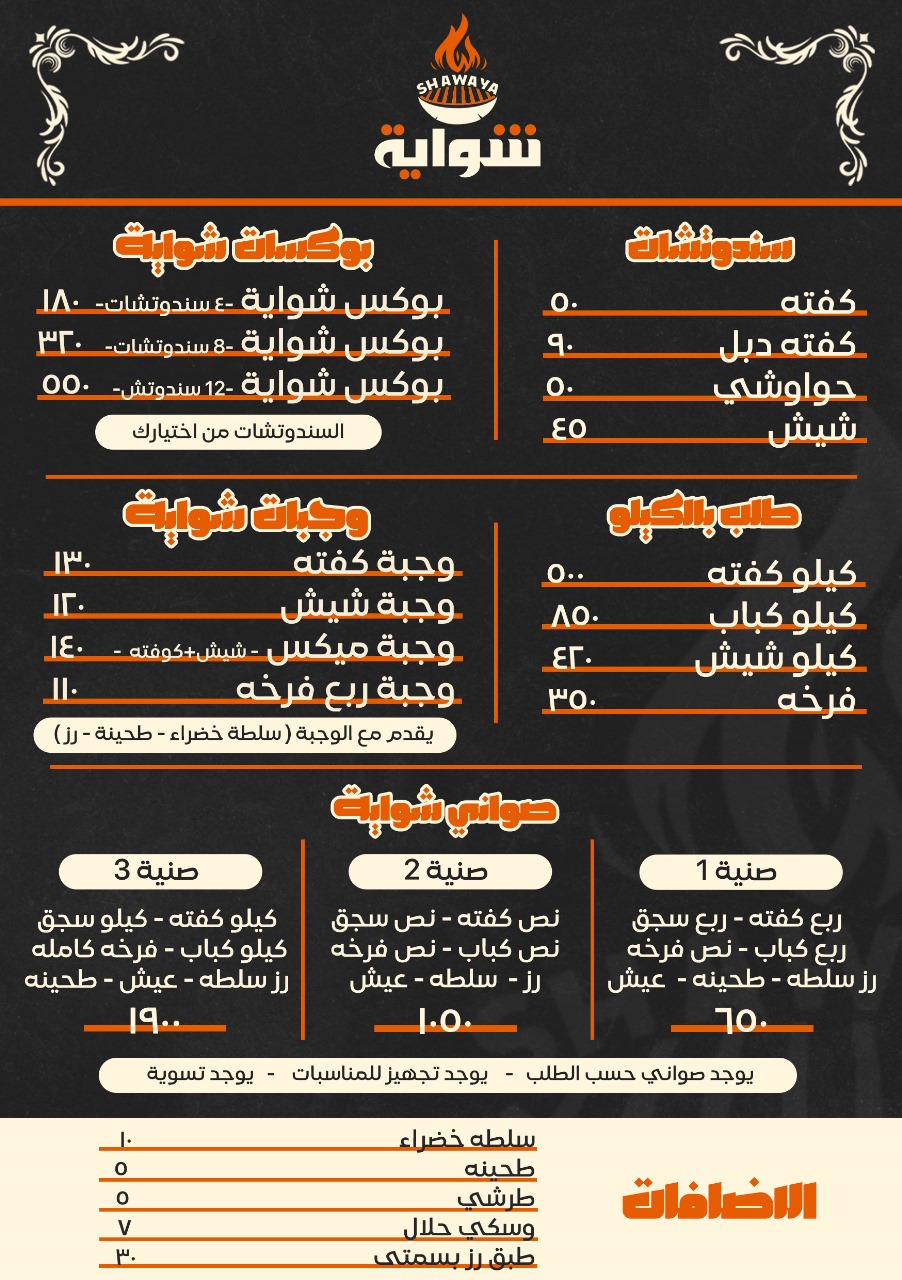 SHAWAYA
شواية
سندوتشات
كفته ٥٠
كفته دبل ٩٠
حواوشي ٥٠
شيش ٤٥
بوكسات شواية
بوكس شواية -٤ سندوتشات- ١٨٠
بوكس شواية -8 سندوتشات- ٣٢٠
بوكس شواية -12 سندوتش- ٥٥٠
السندوتشات من اختيارك
طلب بالكيلو
كيلو كفته ٥٠٠
كيلو كباب ٨٥٠
كيلو شيش ٤٢٠
فرخه ٣٥٠
وجبات شواية
وجبة كفته ١٣٠
وجبة شيش ١٢٠
وجبة ميكس - شيش+كوفته - ١٤٠
وجبة ربع فرخه ١١٠
يقدم مع الوجبة ( سلطة خضراء - طحينة - رز )
صواني شواية
صنية 1
ربع كفته - ربع سجق
ربع كباب - نص فرخه
رز سلطه - طحينه - عيش
٦٥٠
صنية 2
نص كفته - نص سجق
نص كباب - نص فرخه
رز - سلطه - عيش
١٠٥٠
صنية 3
كيلو كفته - كيلو سجق
كيلو كباب - فرخه كامله
رز سلطه - عيش - طحينه
١٩٠٠
يوجد صواني حسب الطلب - يوجد تجهيز للمناسبات - يوجد تسوية
الاضافات
سلطه خضراء ١٠
طحينه ٥
طرشي ٥
وسكي حلال ٧
طبق رز بسمتى ٣٠